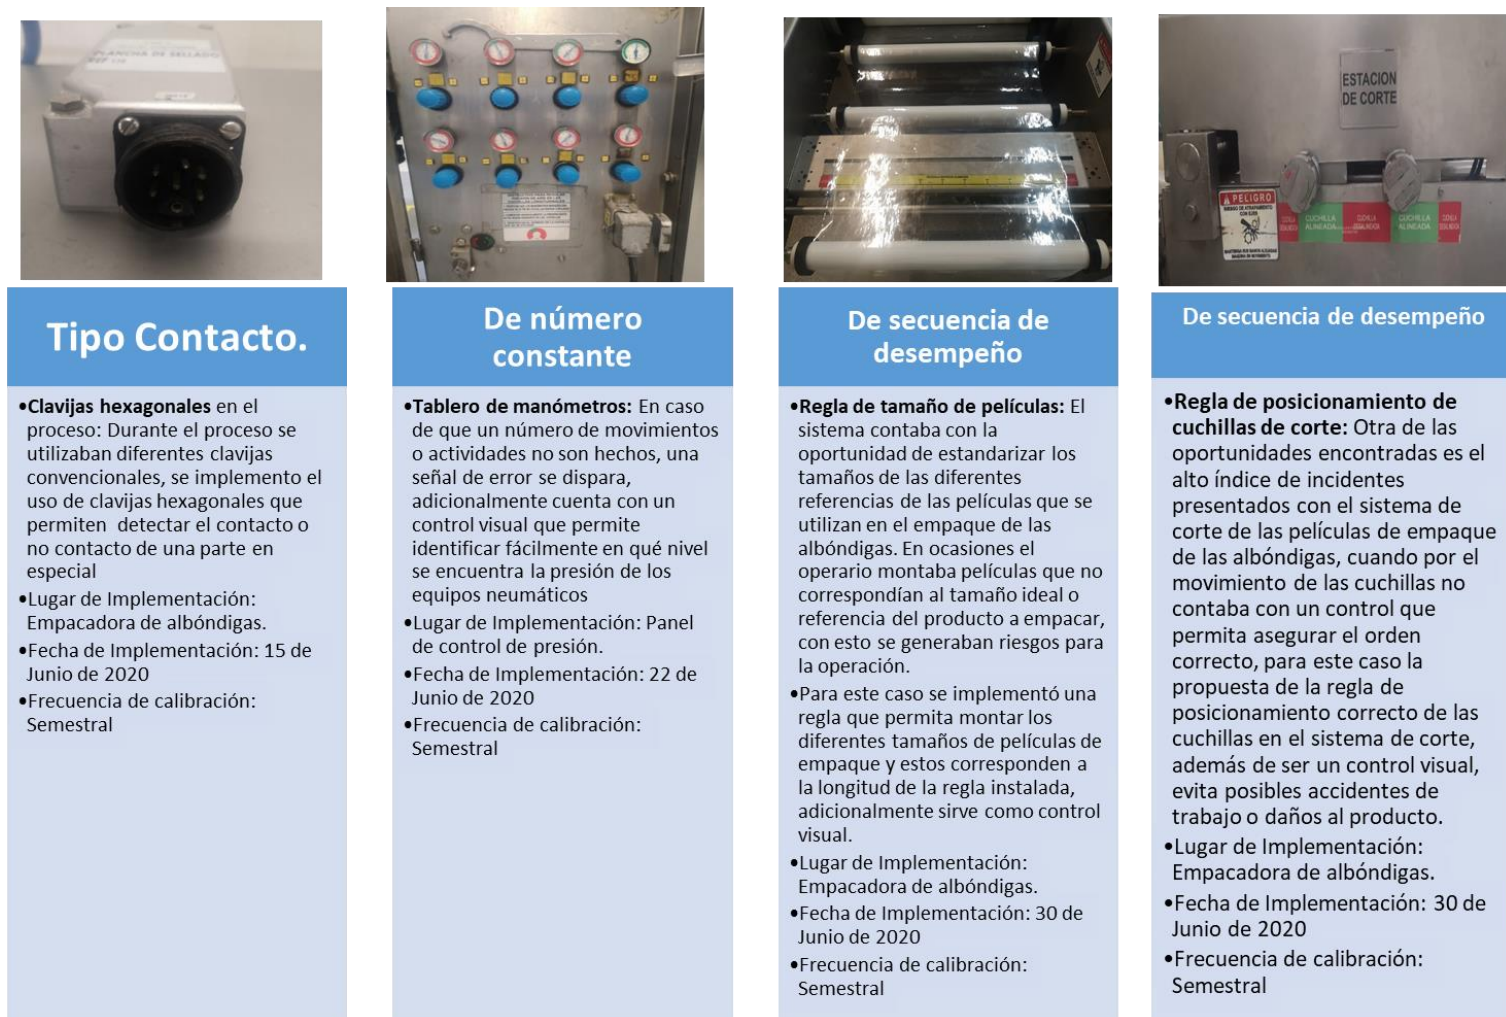 PLANCHA DE SELLADO
REF
ESTACION
DE CORTE
PELIGRO
RIESGO DE ATRAPAMIENTO
CUCHILLA
ALINEADA
CUCHILLA
DESALINEADA
CUCHILLA
ALINEADA
Tipo Contacto.
•Clavijas hexagonales en el
proceso: Durante el proceso se
utilizaban diferentes clavijas
convencionales, se implemento el
uso de clavijas hexagonales que
permiten detectar el contacto o
no contacto de una parte en
especial
•Lugar de Implementación:
Empacadora de albóndigas.
•Fecha de Implementación: 15 de
Junio de 2020
•Frecuencia de calibración:
Semestral
De número
constante
•Tablero de manómetros: En caso
de que un número de movimientos
o actividades no son hechos, una
señal de error se dispara,
adicionalmente cuenta con un
control visual que permite
identificar fácilmente en qué nivel
se encuentra la presión de los
equipos neumáticos
•Lugar de Implementación: Panel
de control de presión.
•Fecha de Implementación: 22 de
Junio de 2020
•Frecuencia de calibración:
Semestral
De secuencia de
desempeño
•Regla de tamaño de películas: El
sistema contaba con la
oportunidad de estandarizar los
tamaños de las diferentes
referencias de las películas que se
utilizan en el empaque de las
albóndigas. En ocasiones el
operario montaba películas que no
correspondían al tamaño ideal o
referencia del producto a empacar,
con esto se generaban riesgos para
la operación.
•Para este caso se implementó una
regla que permita montar los
diferentes tamaños de películas de
empaque y estos corresponden a
la longitud de la regla instalada,
adicionalmente sirve como control
visual.
•Lugar de Implementación:
Empacadora de albóndigas.
•Fecha de Implementación: 30 de
Junio de 2020
•Frecuencia de calibración:
Semestral
De secuencia de desempeño
•Regla de posicionamiento de
cuchillas de corte: Otra de las
oportunidades encontradas es el
alto índice de incidentes
presentados con el sistema de
corte de las películas de empaque
de las albóndigas, cuando por el
movimiento de las cuchillas no
contaba con un control que
permita asegurar el orden
correcto, para este caso la
propuesta de la regla de
posicionamiento correcto de las
cuchillas en el sistema de corte,
además de ser un control visual,
evita posibles accidentes de
trabajo o daños al producto.
•Lugar de Implementación:
Empacadora de albóndigas.
•Fecha de Implementación: 30 de
Junio de 2020
•Frecuencia de calibración:
Semestral